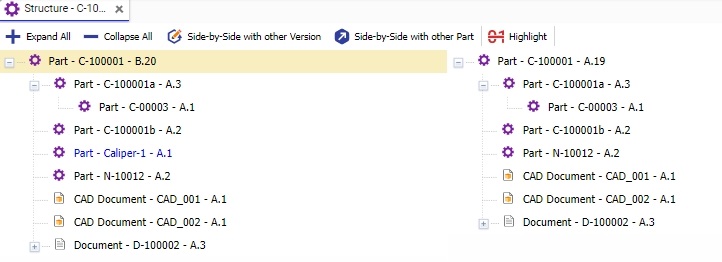 Structure - C-10...
Expand All Collapse All Side-by-Side with other Version Side-by-Side with other Part Highlight
Part - C-100001 - B.20
Part - C-100001a - A.3
Part - C-00003 - A.1
Part - C-100001b - A.2
Part - Caliper-1 - A.1
Part - N-10012 - A.2
CAD Document - CAD_001 - A.1
CAD Document - CAD_002 - A.1
Document - D-100002 - A.3
Part - C-100001 - A.19
Part - C-100001a - A.3
Part - C-00003 - A.1
Part - C-100001b - A.2
Part - N-10012 - A.2
CAD Document - CAD_001 - A.1
CAD Document - CAD_002 - A.1
Document - D-100002 - A.3